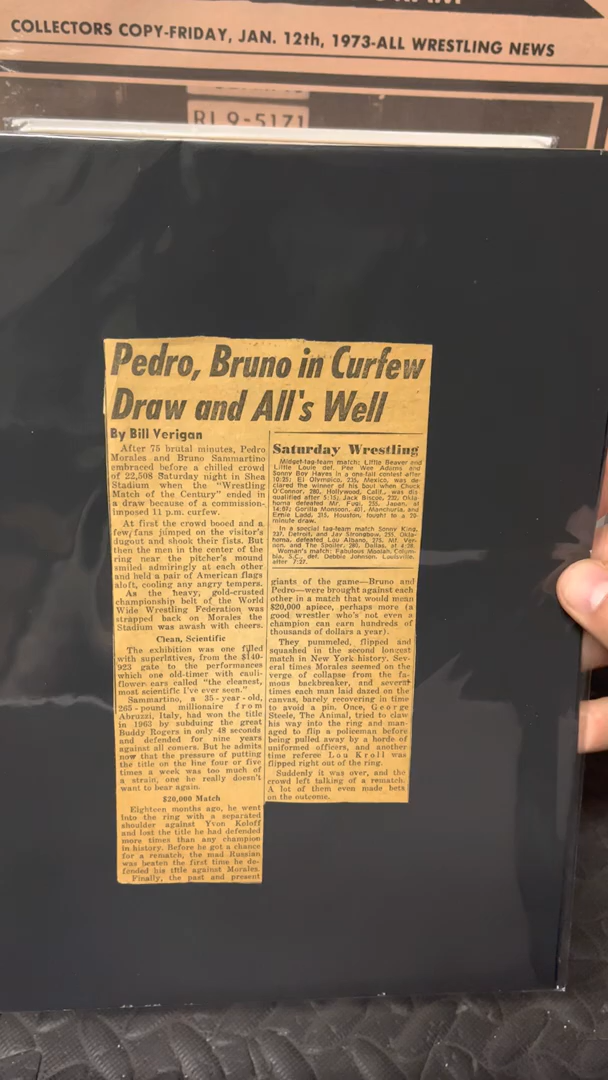 COLLECTORS COPY-FRIDAY, JAN. 12th, 1973-ALL WRESTLING NEWS
RI 9-5171
Pedro, Bruno in Curfew
Draw and All's Well
By Bill Verigan
After 75 brutal minutes, Pedro
Morales and Bruno Sammartino
embraced before a chilled crowd
of 22,508 Saturday night in Shea
Stadium when the "Wrestling
Match of the Century" ended in
a draw because of a commission-
imposed 11 p.m. curfew.
At first the crowd booed and a
few fans jumped on the visitor's
dugout and shook their fists. But
then the men in the center of the
ring near the pitcher's mound
smiled admiringly at each other
and held a pair of American flags
aloft, cooling any angry tempers.
As the heavy, gold-crusted
championship belt of the World
Wide Wrestling Federation was
strapped back on Morales the
Stadium was awash with cheers.
Clean, Scientific
The exhibition was one filled
with superlatives, from the $140-
923 gate to the performances
which one old-timer with cauli-
flower ears called "the cleanest,
most scientific I've ever seen."
Sammartino, a 35-year-old,
265-pound millionaire from
Abruzzi, Italy, had won the title
in 1963 by subduing the great
Buddy Rogers in only 48 seconds
and defended for nine years
against all comers. But he admits
now that the pressure of putting
the title on the line four or five
times a week was too much of
a strain, one he really doesn't
want to bear again.
$20,000 Match
Eighteen months ago, he went
into the ring with a separated
shoulder against Yvon Koloff
and lost the title he had defended
more times than any champion
in history. Before he got a chance
for a rematch, the mad Russian
was beaten the first time he de-
fended his title against Morales.
Finally, the past and present
Saturday Wrestling
Midget-tag-team match: Little Beaver and
Little Louie def. Pee Wee Adams and
Sonny Boy Hayes in a one-fall contest after
10:25; El Olympico, 235, Mexico, was de-
clared the winner of his bout when Chuck
O'Connor, 280, Hollywood, Calif., was dis-
qualified after 5:15; Jack Briscoe, 232, Okla-
homa defeated Mr. Fuji, 255, Japan, at
Gorilla Monsoon, 401, Manchuria, and
Ernie Ladd, 315, Houston, fought to a 20-
minute draw.
In a special tag-team match Sonny King,
237, Detroit, and Jay Strongbow, 255, Okla-
homa, defeated Lou Albano, 275, Mt. Ver-
non, and The Spoiler, 280, Dallas, at
Woman's match: Fabulous Moolah, Colum-
bia, S.C., def. Debbie Johnson, Louisville,
after 7:27.
giants of the game—Bruno and
Pedro—were brought against each
other in a match that would mean
$20,000 apiece, perhaps more (a
good wrestler who's not even a
champion can earn hundreds of
thousands of dollars a year).
They pummeled, flipped and
squashed in the second longest
match in New York history. Sev-
eral times Morales seemed on the
verge of collapse from the fa-
mous backbreaker, and several
times each man laid dazed on the
canvas, barely recovering in time
to avoid a pin. Once, George
Steele, The Animal, tried to claw
his way into the ring and man-
aged to flip a policeman before
being pulled away by a horde of
uniformed officers, and another
time referee Lou Kroll was
flipped right out of the ring.
Suddenly it was over, and the
crowd left talking of a rematch.
A lot of them even made bets
on the outcome.